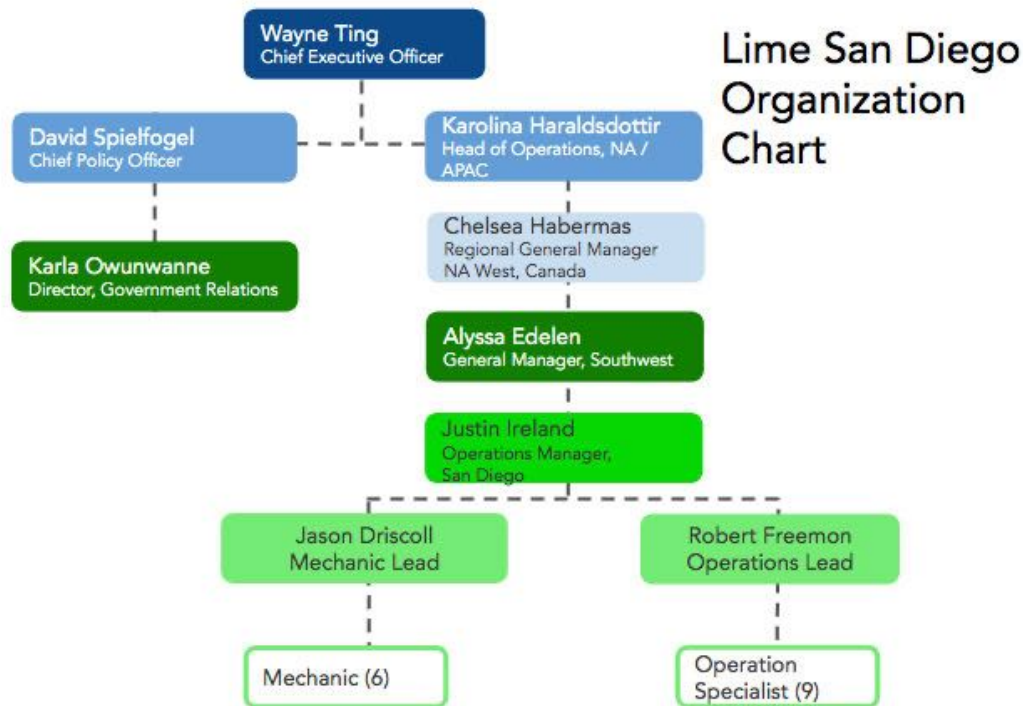 Wayne Ting
Chief Executive Officer
Lime San Diego
Organization
Chart
David Spielfogel
Chief Policy Officer
Karolina Haraldsdottir
Head of Operations, NA /
APAC
Chelsea Habermas
Regional General Manager
NA West, Canada
Karla Owunwanne
Director, Government Relations
Alyssa Edelen
General Manager, Southwest
Justin Ireland
Operations Manager,
San Diego
Jason Driscoll
Mechanic Lead
Robert Freemon
Operations Lead
Mechanic (6)
Operation
Specialist (9)